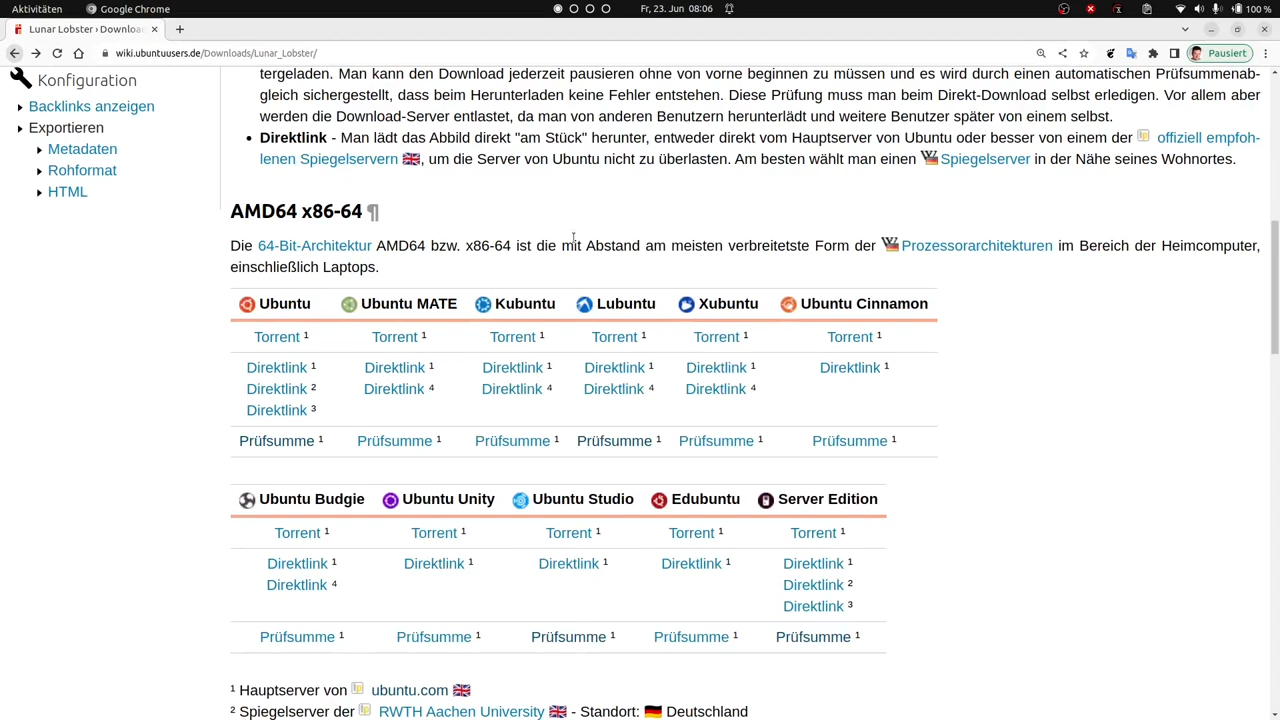 Aktivitäten Google Chrome Fr, 23. Jun 08:06 100 %
Lunar Lobster › Downloa
wiki.ubuntuusers.de/Downloads/Lunar_Lobster/ Pausiert
Konfiguration
Backlinks anzeigen
Exportieren
Metadaten
Rohformat
HTML
tergeladen. Man kann den Download jederzeit pausieren ohne von vorne beginnen zu müssen und es wird durch einen automatischen Prüfsummenab-
gleich sichergestellt, dass beim Herunterladen keine Fehler entstehen. Diese Prüfung muss man beim Direkt-Download selbst erledigen. Vor allem aber
werden die Download-Server entlastet, da man von anderen Benutzern herunterlädt und weitere Benutzer später von einem selbst.
• Direktlink - Man lädt das Abbild direkt "am Stück" herunter, entweder direkt vom Hauptserver von Ubuntu oder besser von einem der offiziell empfoh-
lenen Spiegelservern, um die Server von Ubuntu nicht zu überlasten. Am besten wählt man einen Spiegelserver in der Nähe seines Wohnortes.
AMD64 x86-64 ¶
Die 64-Bit-Architektur AMD64 bzw. x86-64 ist die mit Abstand am meisten verbreitetste Form der Prozessorarchitekturen im Bereich der Heimcomputer,
einschließlich Laptops.
Ubuntu Ubuntu MATE Kubuntu Lubuntu Xubuntu Ubuntu Cinnamon
Torrent ¹ Torrent ¹ Torrent ¹ Torrent ¹ Torrent ¹ Torrent ¹
Direktlink ¹ Direktlink ¹ Direktlink ¹ Direktlink ¹ Direktlink ¹ Direktlink ¹
Direktlink ² Direktlink ⁴ Direktlink ⁴ Direktlink ⁴ Direktlink ⁴
Direktlink ³
Prüfsumme ¹ Prüfsumme ¹ Prüfsumme ¹ Prüfsumme ¹ Prüfsumme ¹ Prüfsumme ¹
Ubuntu Budgie Ubuntu Unity Ubuntu Studio Edubuntu Server Edition
Torrent ¹ Torrent ¹ Torrent ¹ Torrent ¹ Torrent ¹
Direktlink ¹ Direktlink ¹ Direktlink ¹ Direktlink ¹ Direktlink ¹
Direktlink ⁴ Direktlink ²
Direktlink ³
Prüfsumme ¹ Prüfsumme ¹ Prüfsumme ¹ Prüfsumme ¹ Prüfsumme ¹
¹ Hauptserver von ubuntu.com
² Spiegelserver der RWTH Aachen University - Standort: Deutschland